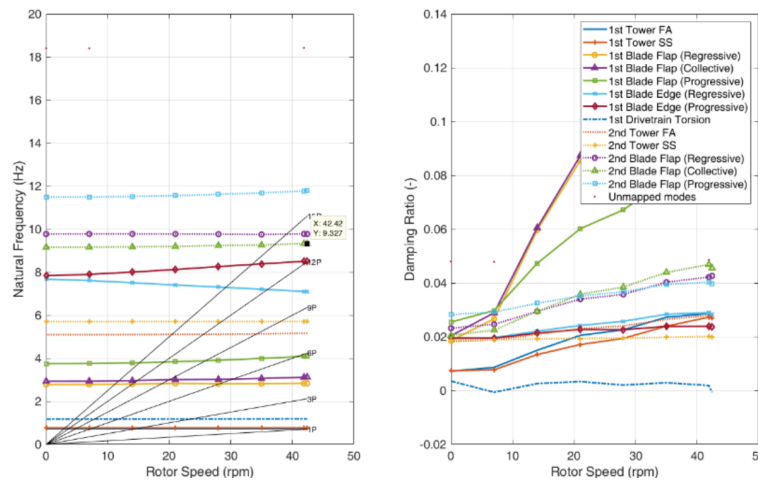 20
18
16
14
12
10
8
6
4
2
0
Natural Frequency (Hz)
0 10 20 30 40 50
Rotor Speed (rpm)
X: 42.42
Y: 9.327
12P
9P
6P
3P
1P
0.14
0.12
0.1
0.08
0.06
0.04
0.02
0
-0.02
Damping Ratio (-)
0 10 20 30 40 50
Rotor Speed (rpm)
1st Tower FA
1st Tower SS
1st Blade Flap (Regressive)
1st Blade Flap (Collective)
1st Blade Flap (Progressive)
1st Blade Edge (Regressive)
1st Blade Edge (Progressive)
1st Drivetrain Torsion
2nd Tower FA
2nd Tower SS
2nd Blade Flap (Regressive)
2nd Blade Flap (Collective)
2nd Blade Flap (Progressive)
Unmapped modes